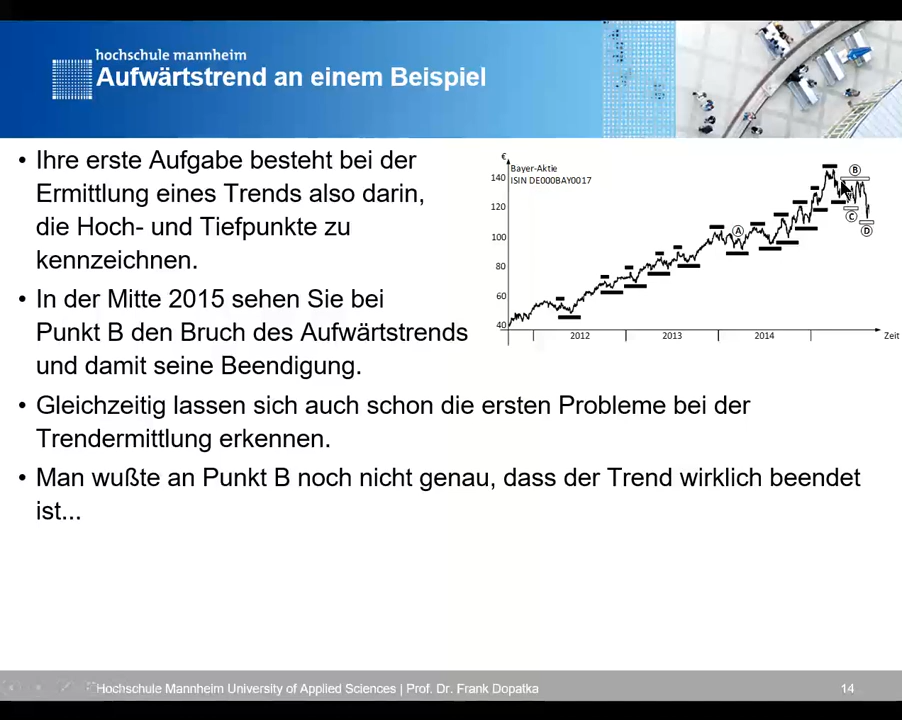 hochschule mannheim
Aufwärtstrend an einem Beispiel
• Ihre erste Aufgabe besteht bei der
Ermittlung eines Trends also darin,
die Hoch- und Tiefpunkte zu
kennzeichnen.
• In der Mitte 2015 sehen Sie bei
Punkt B den Bruch des Aufwärtstrends
und damit seine Beendigung.
• Gleichzeitig lassen sich auch schon die ersten Probleme bei der
Trendermittlung erkennen.
• Man wußte an Punkt B noch nicht genau, dass der Trend wirklich beendet
ist...
€
Bayer-Aktie
ISIN DE000BAY0017
140
120
100
80
60
40
A
B
C
D
2012
2013
2014
Zeit
Hochschule Mannheim University of Applied Sciences | Prof. Dr. Frank Dopatka
14